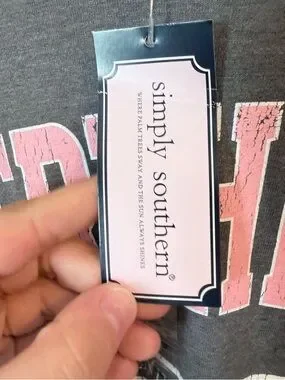 simply southern®
WHERE PALM TREES SWAY AND THE SUN ALWAYS SHINES